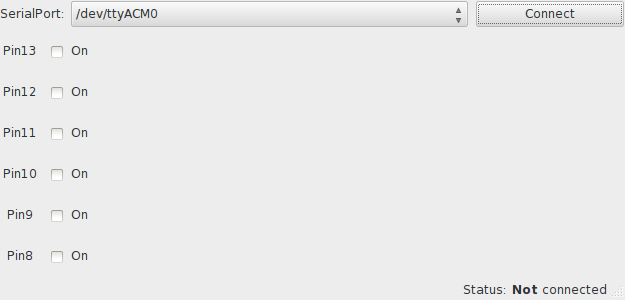 SerialPort: /dev/ttyACM0 Connect
Pin13 On
Pin12 On
Pin11 On
Pin10 On
Pin9 On
Pin8 On
Status: Not connected